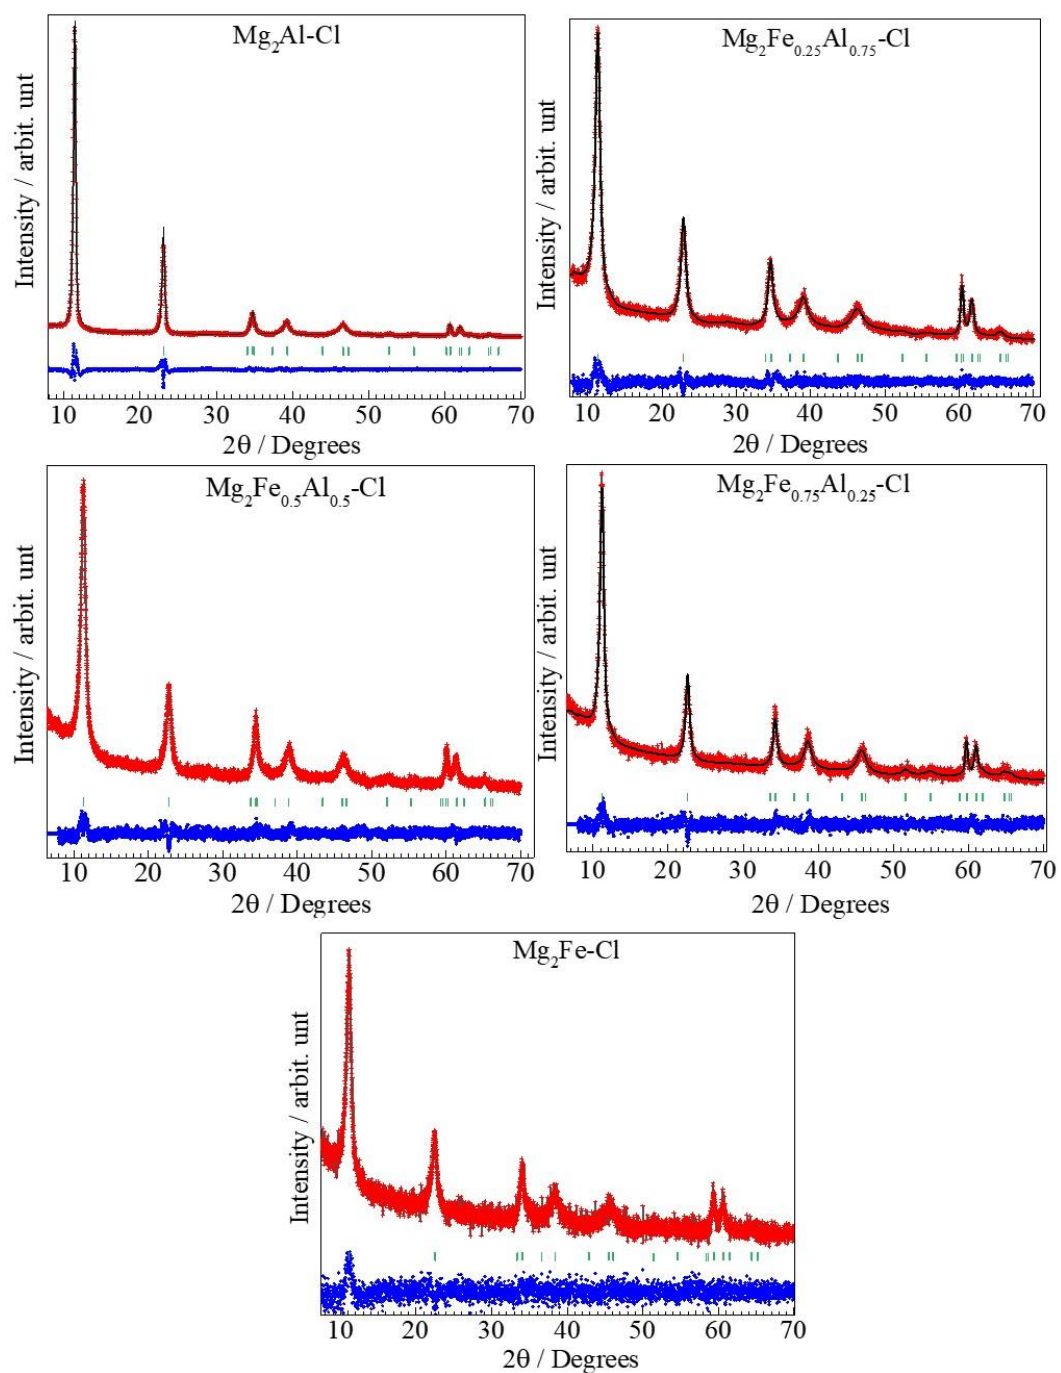 Mg₂Al-Cl
Intensity / arbit. unt
10 20 30 40 50 60 70
2θ / Degrees
Mg₂Fe₀.₂₅Al₀.₇₅-Cl
Intensity / arbit. unt
10 20 30 40 50 60 70
2θ / Degrees
Mg₂Fe₀.₅Al₀.₅-Cl
Intensity / arbit. unt
10 20 30 40 50 60 70
2θ / Degrees
Mg₂Fe₀.₇₅Al₀.₂₅-Cl
Intensity / arbit. unt
10 20 30 40 50 60 70
2θ / Degrees
Mg₂Fe-Cl
Intensity / arbit. unt
10 20 30 40 50 60 70
2θ / Degrees